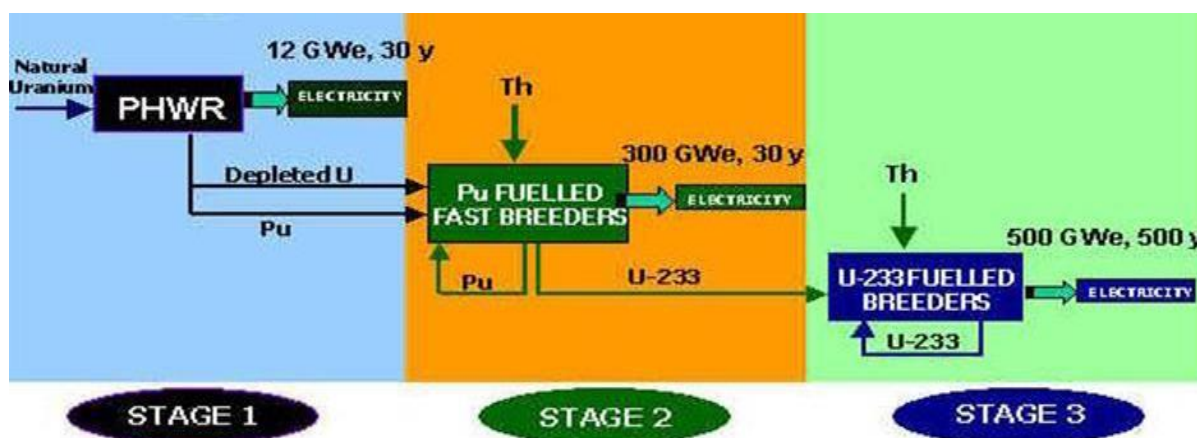 12 GWe, 30 y
Natural
Uranium
PHWR
ELECTRICITY
Depleted U
Pu
Th
300 GWe, 30 y
Pu FUELLED
FAST BREEDERS
ELECTRICITY
Pu
U-233
Th
500 GWe, 500 y
U-233 FUELLED
BREEDERS
ELECTRICITY
U-233
STAGE 1
STAGE 2
STAGE 3